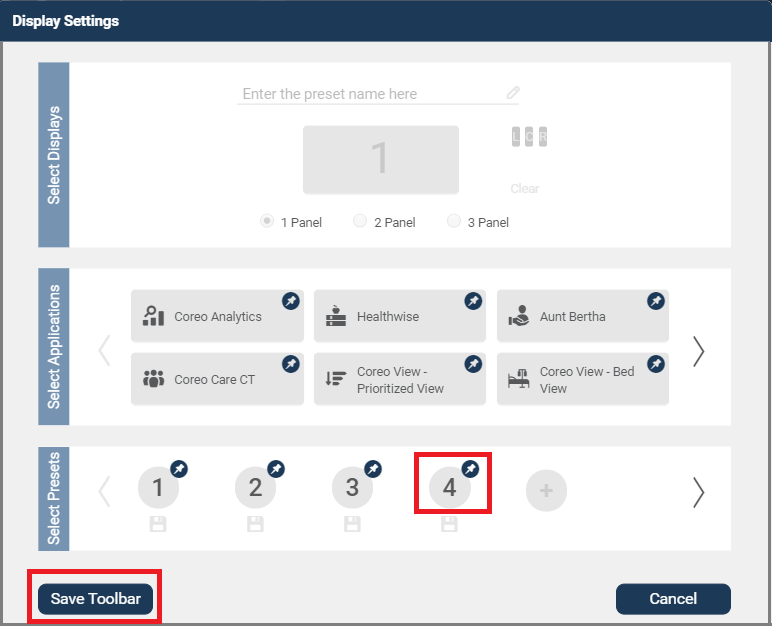 Display Settings
Select Displays
Enter the preset name here
1
L C R
Clear
1 Panel
2 Panel
3 Panel
Select Applications
Coreo Analytics
Healthwise
Aunt Bertha
Coreo Care CT
Coreo View -
Prioritized View
Coreo View - Bed
View
Select Presets
1
2
3
4
+
Save Toolbar
Cancel